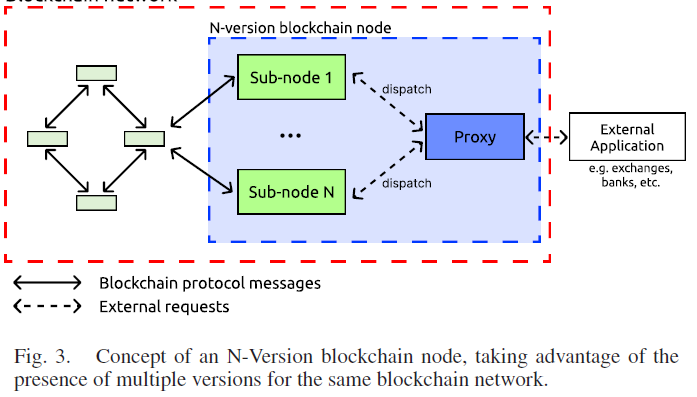 Blockchain network
N-version blockchain node
Sub-node 1
dispatch
...
Proxy
External
Application
e.g. exchanges,
banks, etc.
dispatch
Sub-node N
Blockchain protocol messages
External requests
Fig. 3. Concept of an N-Version blockchain node, taking advantage of the
presence of multiple versions for the same blockchain network.